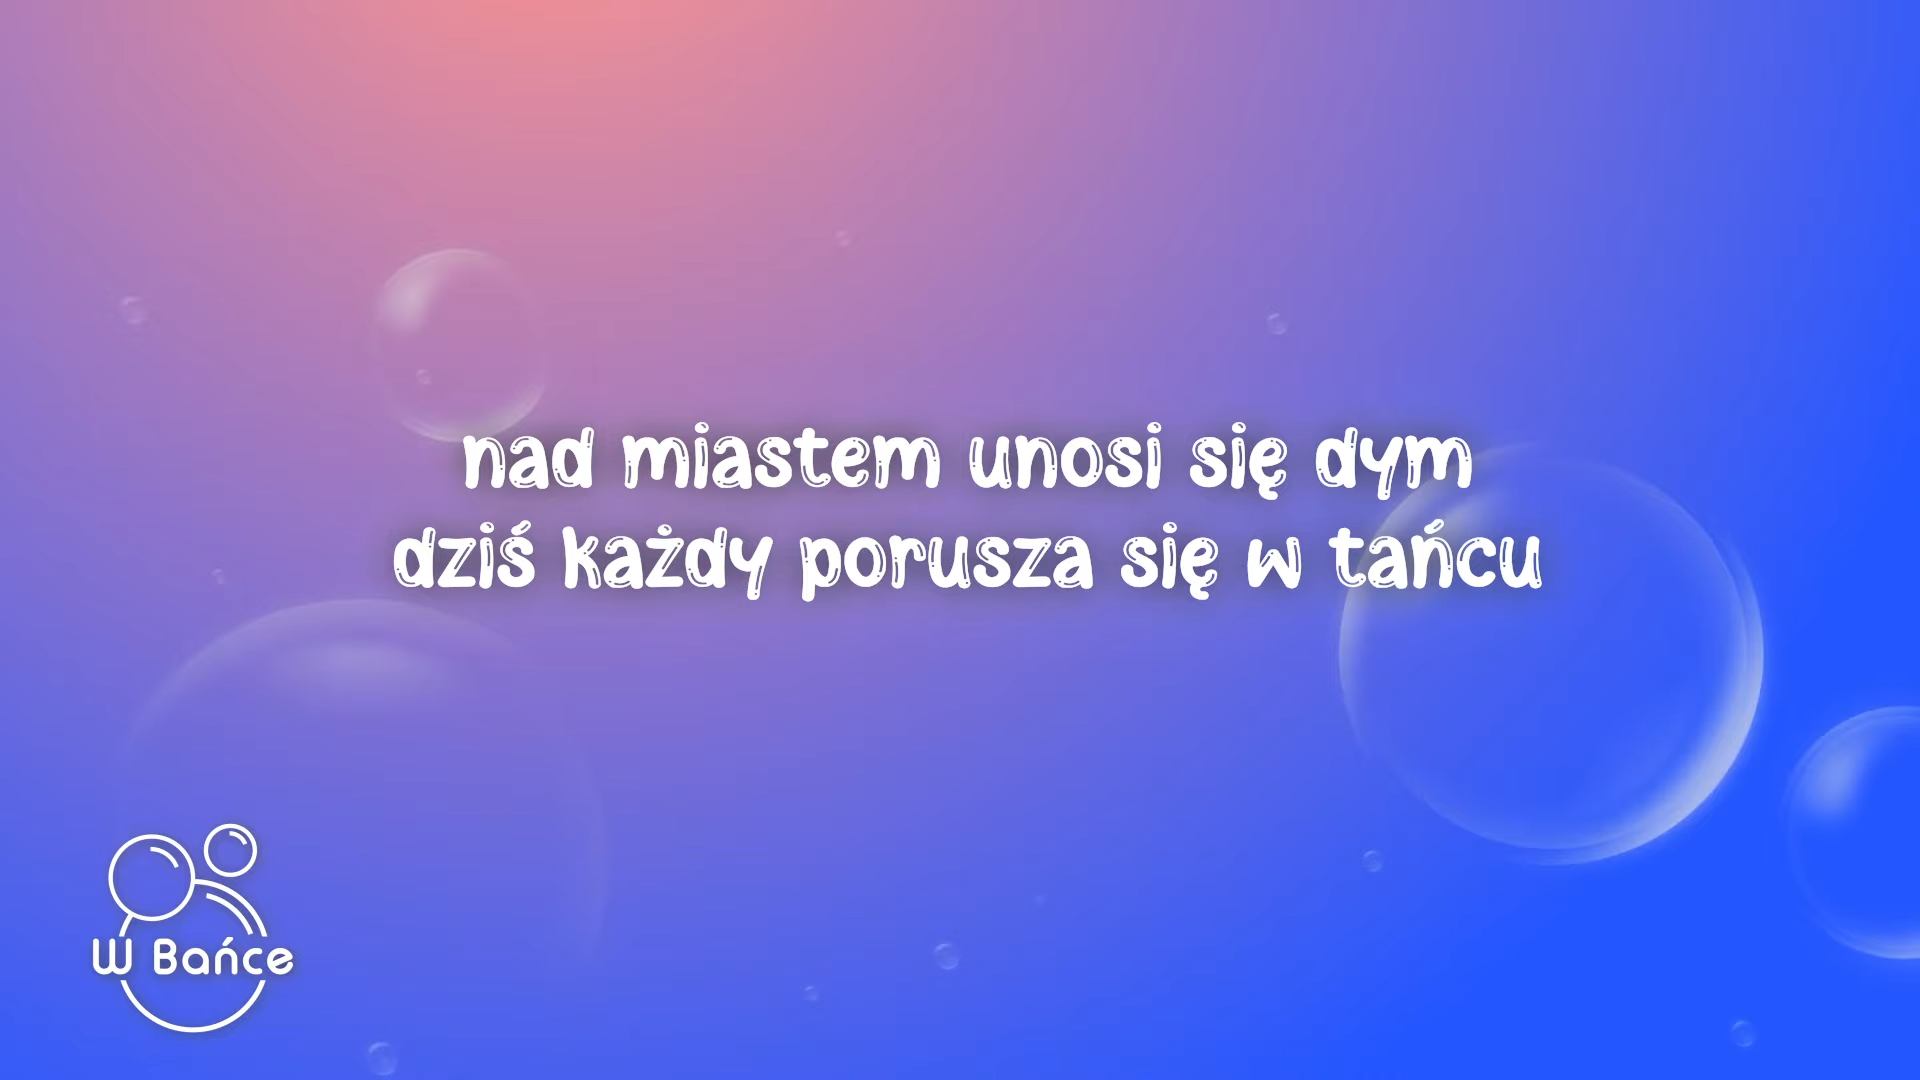 nad miastem unosi się dym
dziś każdy porusza się w tańcu
W Bańce